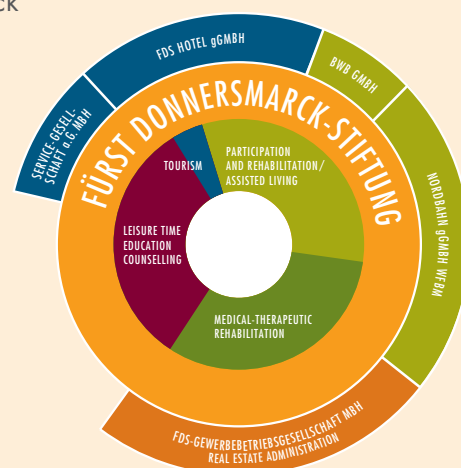 CK
FDS HOTEL gGMBH
BWB GMBH
SERVICE-GESELL-
SCHAFT a.G. MBH
NORDBAHN gGMBH WFBM
FÜRST DONNERSMARCK-STIFTUNG
TOURISM
PARTICIPATION
AND REHABILITATION/
ASSISTED LIVING
LEISURE TIME
EDUCATION
COUNSELLING
MEDICAL-THERAPEUTIC
REHABILITATION
FDS-GEWERBEBETRIEBSGESELLSCHAFT MBH
REAL ESTATE ADMINISTRATION